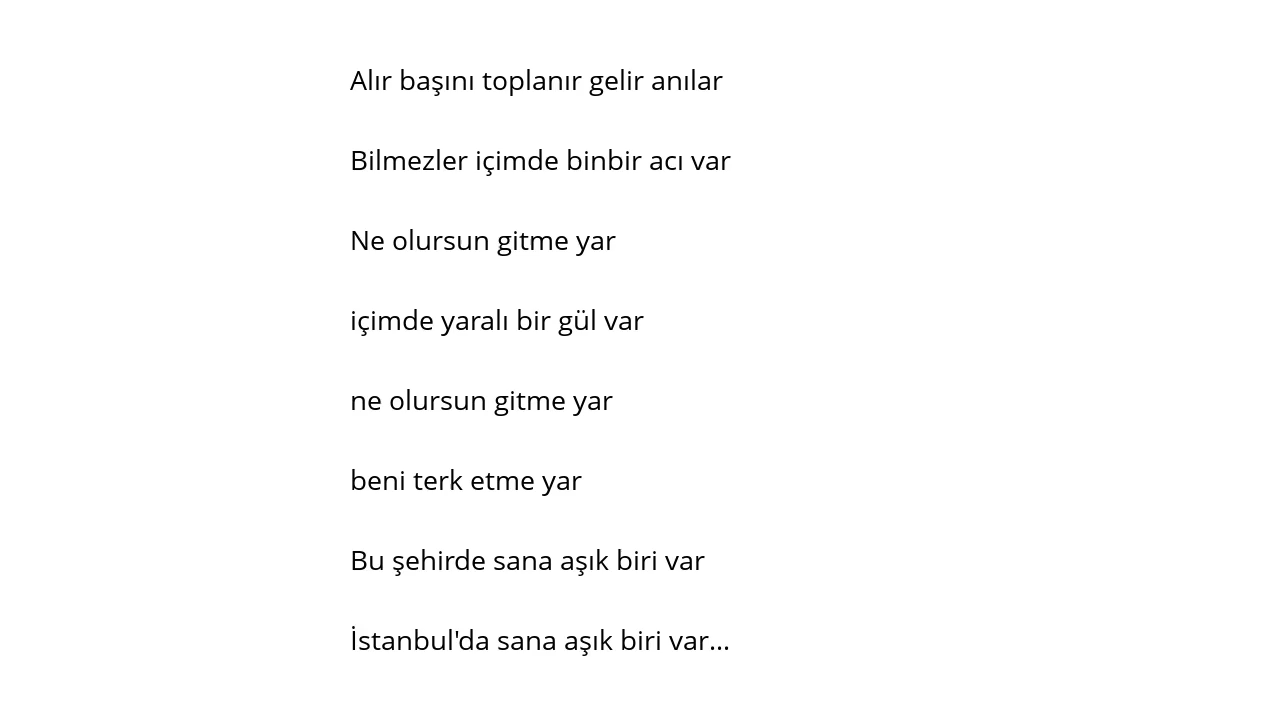 Alır başını toplanır gelir anılar
Bilmezler içimde binbir acı var
Ne olursun gitme yar
içimde yaralı bir gül var
ne olursun gitme yar
beni terk etme yar
Bu şehirde sana aşık biri var
İstanbul'da sana aşık biri var...